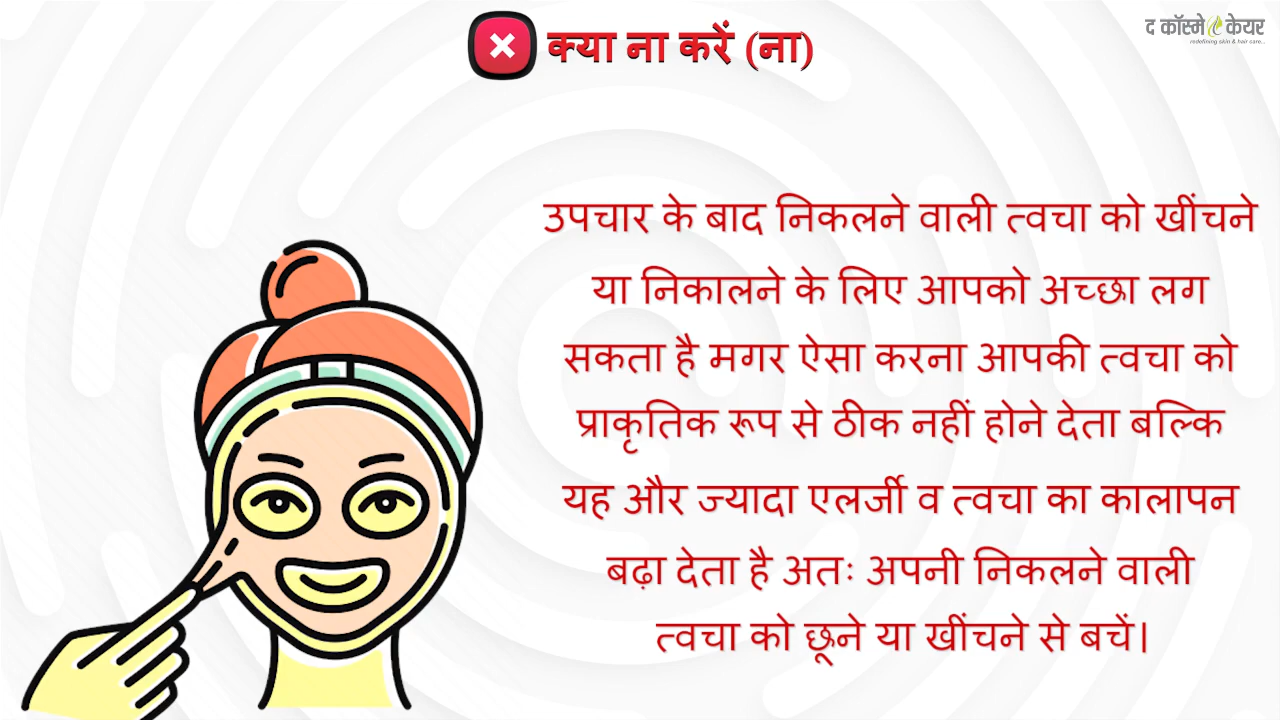 क्या ना करें (ना)
द कॉस्मो केयर
redefining skin & hair care...
उपचार के बाद निकलने वाली त्वचा को खींचने
या निकालने के लिए आपको अच्छा लग
सकता है मगर ऐसा करना आपकी त्वचा को
प्राकृतिक रूप से ठीक नहीं होने देता बल्कि
यह और ज्यादा एलर्जी व त्वचा का कालापन
बढ़ा देता है अतः अपनी निकलने वाली
त्वचा को छूने या खींचने से बचें।